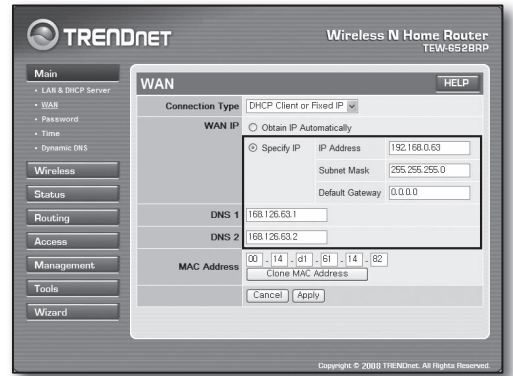 TRENDNET
Wireless N Home Router
TEW-652BRP
Main
• LAN & DHCP Server
• WAN
• Password
• Time
• Dynamic DNS
Wireless
Status
Routing
Access
Management
Tools
Wizard
WAN
HELP
Connection Type DHCP Client or Fixed IP
WAN IP Obtain IP Automatically
Specify IP IP Address 192.168.0.63
Subnet Mask 255.255.255.0
Default Gateway 0.0.0.0
DNS 1 168.126.63.1
DNS 2 168.126.63.2
MAC Address 00 - 14 - d1 - 61 - 14 - 82
Clone MAC Address
Cancel Apply
Copyright © 2008 TRENDnet. All Rights Reserved.